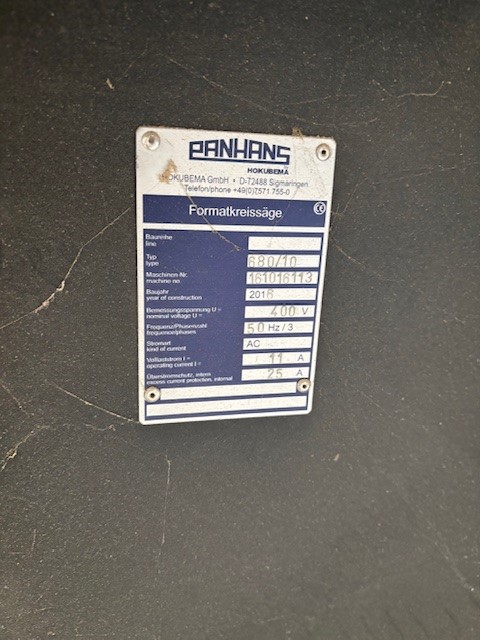 PANHANS
HOKUBEMA
HOKUBEMA GmbH • D-72488 Sigmaringen
Telefon/phone +49(0)7571 755-0
Formatkreissäge
Baureihe
line
Typ
type
680/10
Maschinen-Nr.
machine no.
161016113
Baujahr
year of construction
2016
Bemessungsspannung U =
nominal voltage U =
400 V
Frequenz/Phasenzahl
frequence/phases
50 Hz / 3
Stromart
kind of current
AC
Volllaststrom I =
operating current I =
11 A
Überstromschutz, intern
excess current protection, internal
25 A